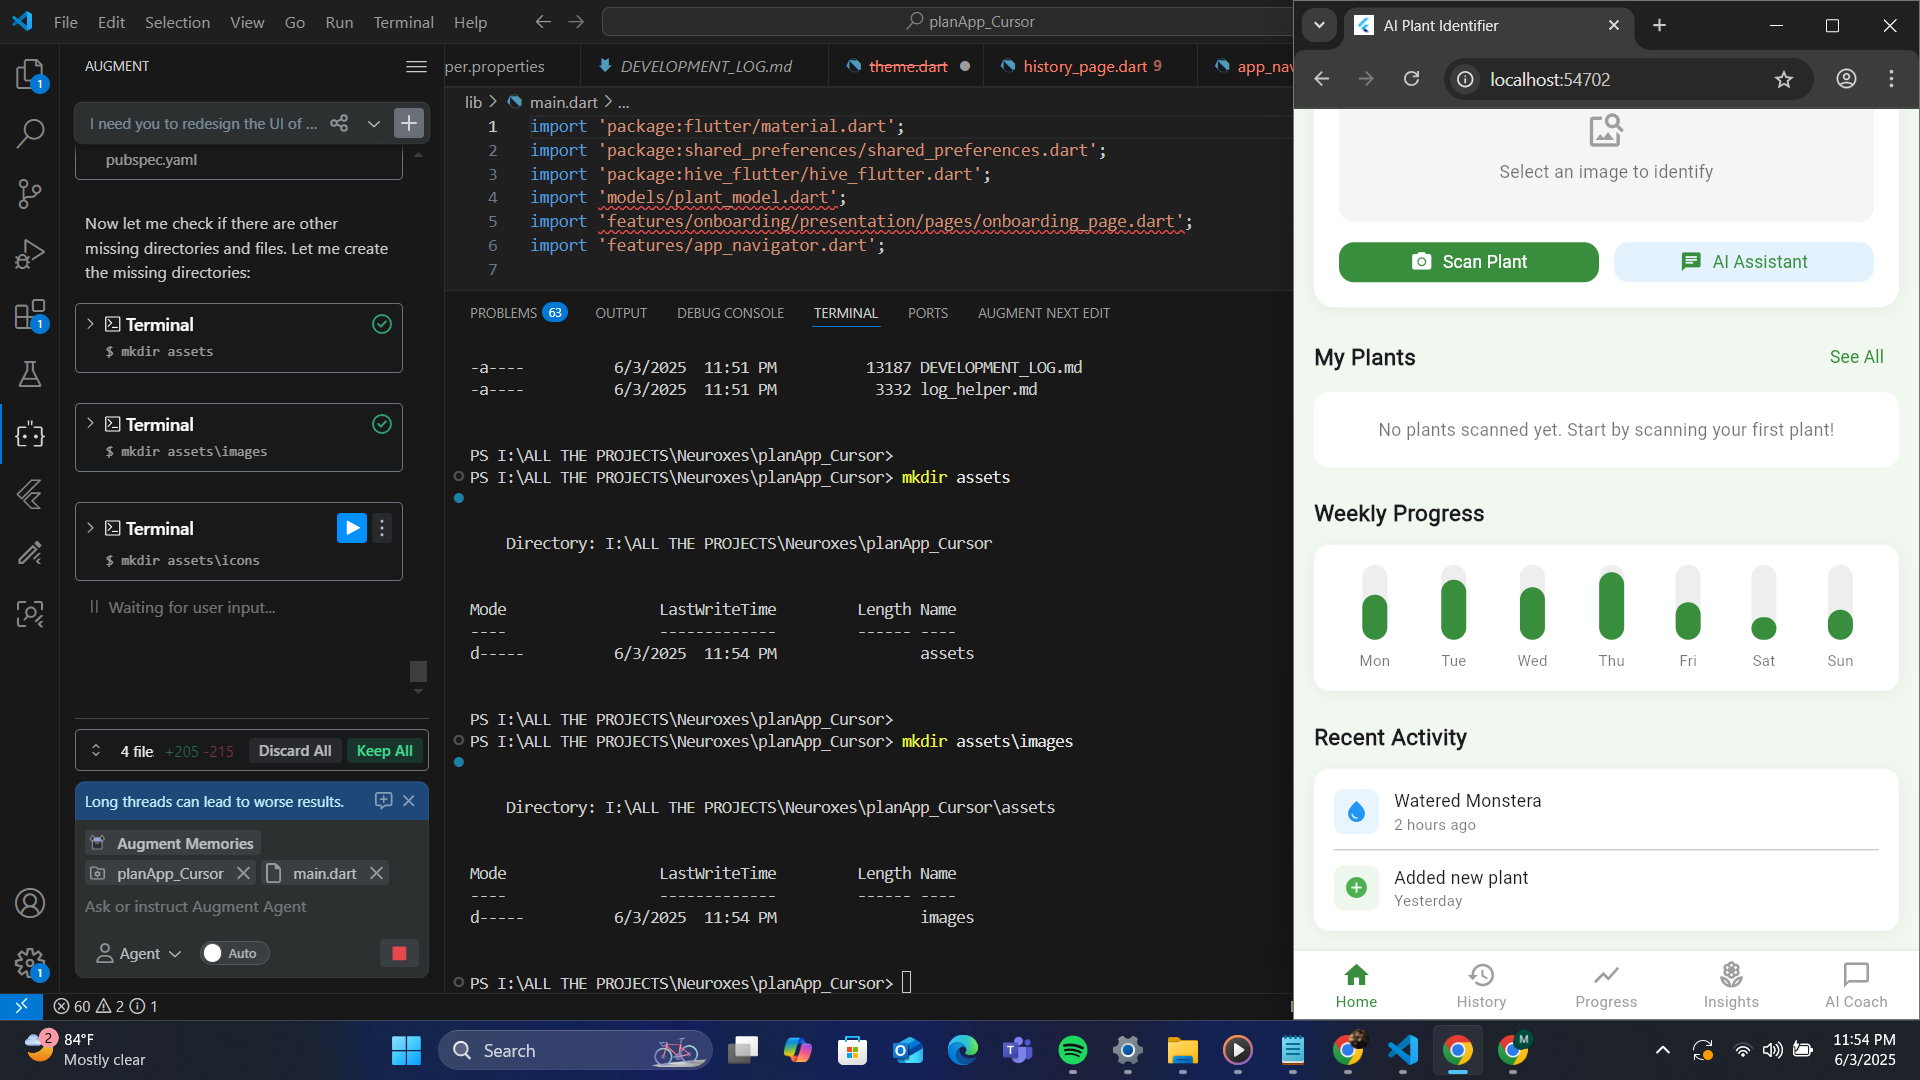 File Edit Selection View Go Run Terminal Help
planApp_Cursor
AUGMENT
I need you to redesign the UI of ...
pubspec.yaml
Now let me check if there are other
missing directories and files. Let me create
the missing directories:
Terminal
$ mkdir assets
Terminal
$ mkdir assets\images
Terminal
$ mkdir assets\icons
Waiting for user input...
4 file +205 -215 Discard All Keep All
Long threads can lead to worse results.
Augment Memories
planApp_Cursor main.dart
Ask or instruct Augment Agent
Agent Auto
1
1
1
per.properties DEVELOPMENT_LOG.md theme.dart history_page.dart 9 app_nav
lib > main.dart > ...
1 import 'package:flutter/material.dart';
2 import 'package:shared_preferences/shared_preferences.dart';
3 import 'package:hive_flutter/hive_flutter.dart';
4 import 'models/plant_model.dart';
5 import 'features/onboarding/presentation/pages/onboarding_page.dart';
6 import 'features/app_navigator.dart';
7
PROBLEMS 63 OUTPUT DEBUG CONSOLE TERMINAL PORTS AUGMENT NEXT EDIT
-a---- 6/3/2025 11:51 PM 13187 DEVELOPMENT_LOG.md
-a---- 6/3/2025 11:51 PM 3332 log_helper.md
PS I:\ALL THE PROJECTS\Neuroxes\planApp_Cursor>
PS I:\ALL THE PROJECTS\Neuroxes\planApp_Cursor> mkdir assets
Directory: I:\ALL THE PROJECTS\Neuroxes\planApp_Cursor
Mode LastWriteTime Length Name
---- ------------- ------ ----
d----- 6/3/2025 11:54 PM assets
PS I:\ALL THE PROJECTS\Neuroxes\planApp_Cursor>
PS I:\ALL THE PROJECTS\Neuroxes\planApp_Cursor> mkdir assets\images
Directory: I:\ALL THE PROJECTS\Neuroxes\planApp_Cursor\assets
Mode LastWriteTime Length Name
---- ------------- ------ ----
d----- 6/3/2025 11:54 PM images
PS I:\ALL THE PROJECTS\Neuroxes\planApp_Cursor>
60 2 1
AI Plant Identifier
localhost:54702
Select an image to identify
Scan Plant AI Assistant
My Plants See All
No plants scanned yet. Start by scanning your first plant!
Weekly Progress
Mon Tue Wed Thu Fri Sat Sun
Recent Activity
Watered Monstera
2 hours ago
Added new plant
Yesterday
Home History Progress Insights AI Coach
2
84°F
Mostly clear
Search
M
11:54 PM
6/3/2025